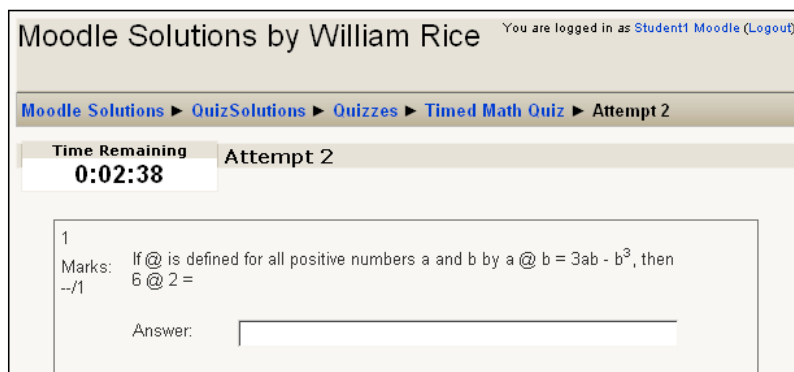 Moodle Solutions by William Rice
You are logged in as Student1 Moodle (Logout)
Moodle Solutions ► QuizSolutions ► Quizzes ► Timed Math Quiz ► Attempt 2
Time Remaining
0:02:38
Attempt 2
1
Marks:
--/1
If @ is defined for all positive numbers a and b by a @ b = 3ab - b³, then
6 @ 2 =
Answer: